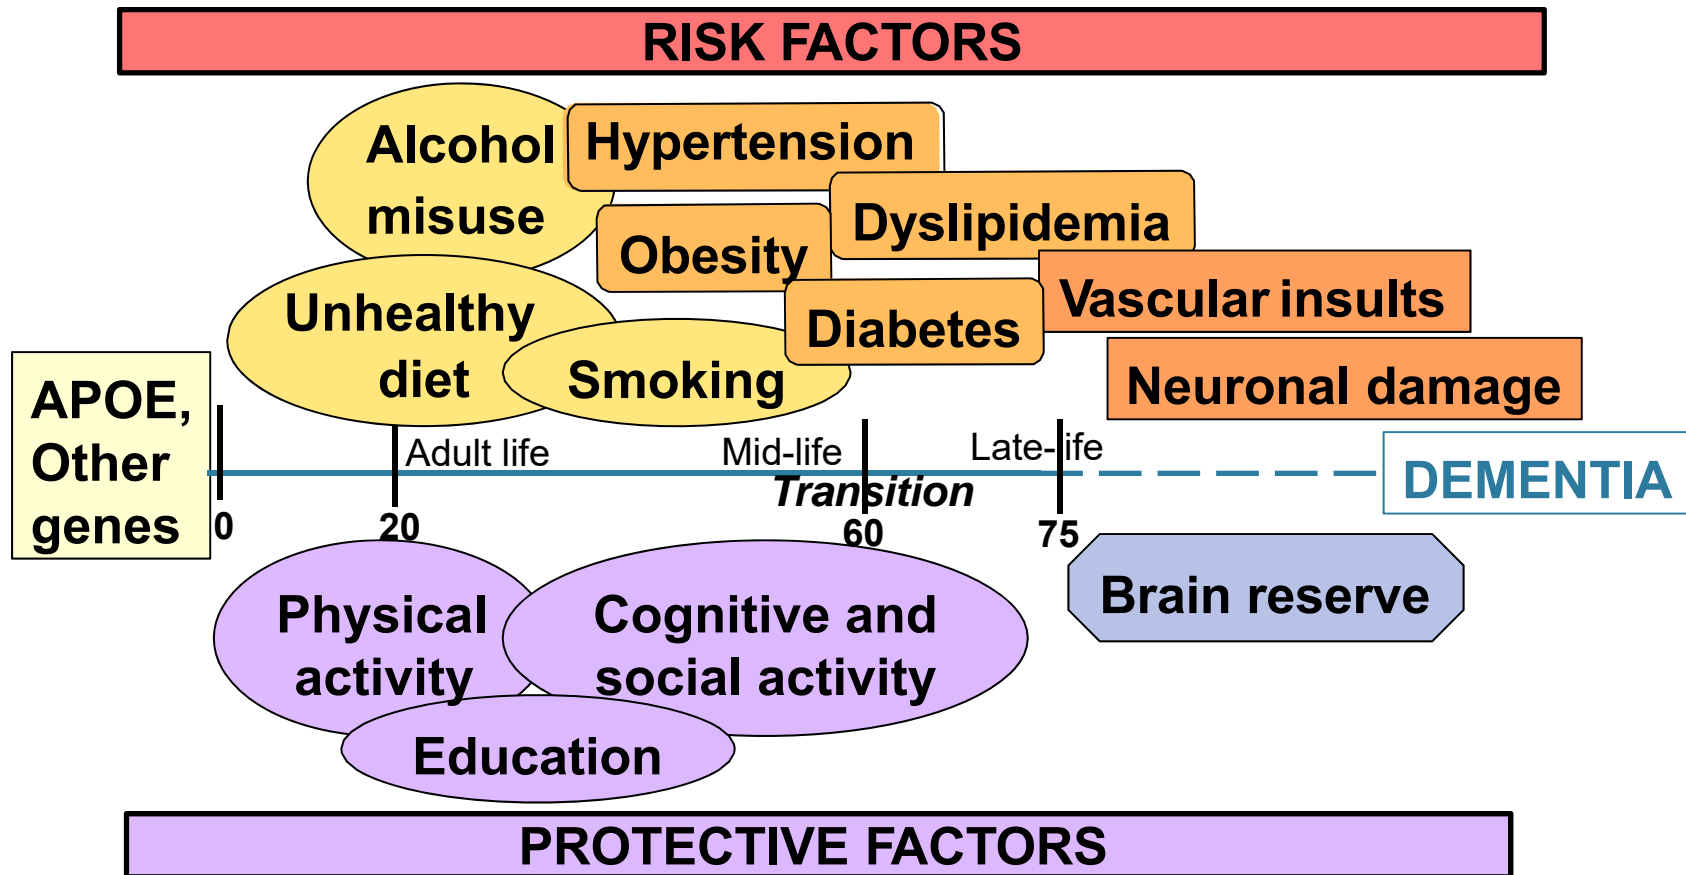 RISK FACTORS
Alcohol
misuse
Hypertension
Dyslipidemia
Obesity
Vascular insults
Unhealthy
diet
Diabetes
Smoking
Neuronal damage
APOE,
Other
genes
Adult life
Mid-life
Late-life
Transition
DEMENTIA
0
20
60
75
Brain reserve
Physical
activity
Cognitive and
social activity
Education
PROTECTIVE FACTORS